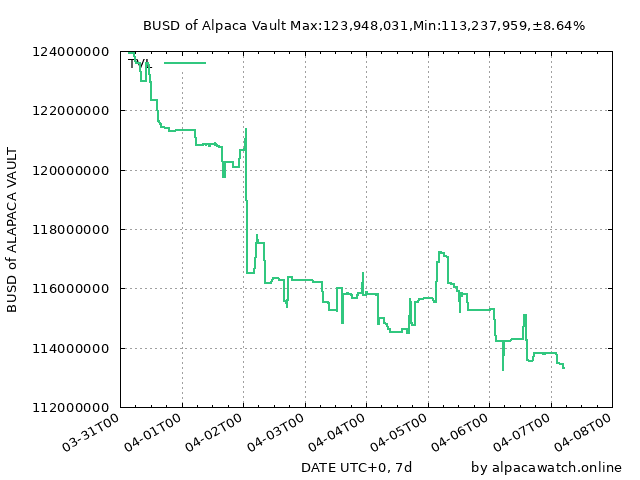 BUSD of Alpaca Vault Max:123,948,031,Min:113,237,959,±8.64%
124000000
TVL
122000000
120000000
118000000
116000000
114000000
112000000
BUSD of ALAPACA VAULT
03-31T00
04-01T00
04-02T00
04-03T00
04-04T00
04-05T00
04-06T00
04-07T00
04-08T00
DATE UTC+0, 7d
by alpacawatch.online